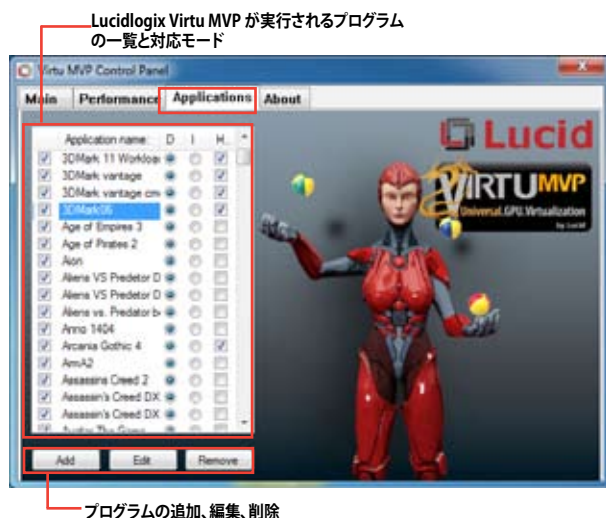 Lucidlogix Virtu MVP が実行されるプログラム
の一覧と対応モード
Virtu MVP Control Panel
Main Performance Applications About
Application name: D I H..
3DMark 11 Workloa
3DMark vantage
3DMark vantage cm
3DMark06
Age of Empires 3
Age of Pirates 2
Aion
Aliens VS Predetor D
Aliens VS Predetor D
Aliens vs. Predator b
Anno 1404
Arcania Gothic 4
ArmA2
Assassins Creed 2
Assassin's Creed DX
Assassin's Creed DX
Avatar The Game
Add Edit Remove
Lucid
VIRTU MVP
Universal GPU Virtualization
by Lucid
プログラムの追加、編集、削除